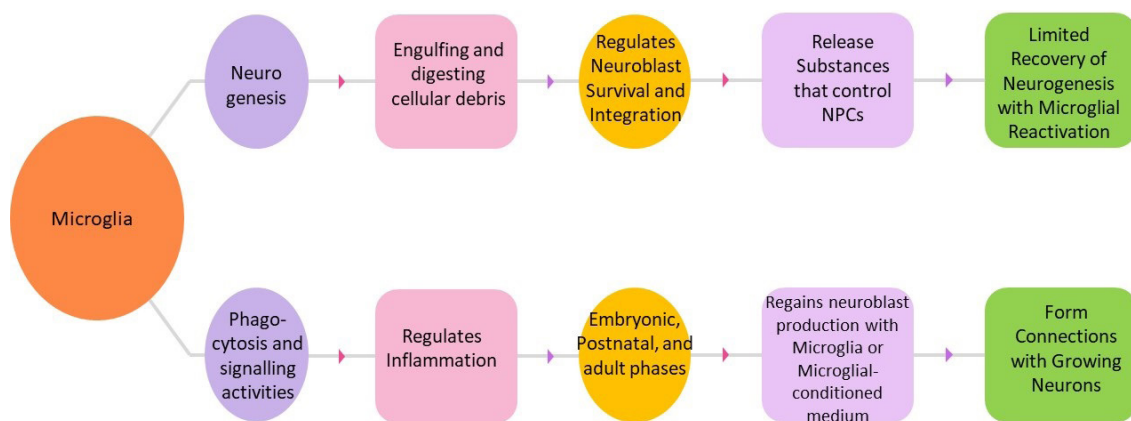 Microglia
Neuro
genesis
Engulfing and
digesting
cellular debris
Regulates
Neuroblast
Survival and
Integration
Release
Substances
that control
NPCs
Limited
Recovery of
Neurogenesis
with Microglial
Reactivation
Phago-
cytosis and
signalling
activities
Regulates
Inflammation
Embryonic,
Postnatal, and
adult phases
Regains neuroblast
production with
Microglia or
Microglial-
conditioned
medium
Form
Connections
with Growing
Neurons